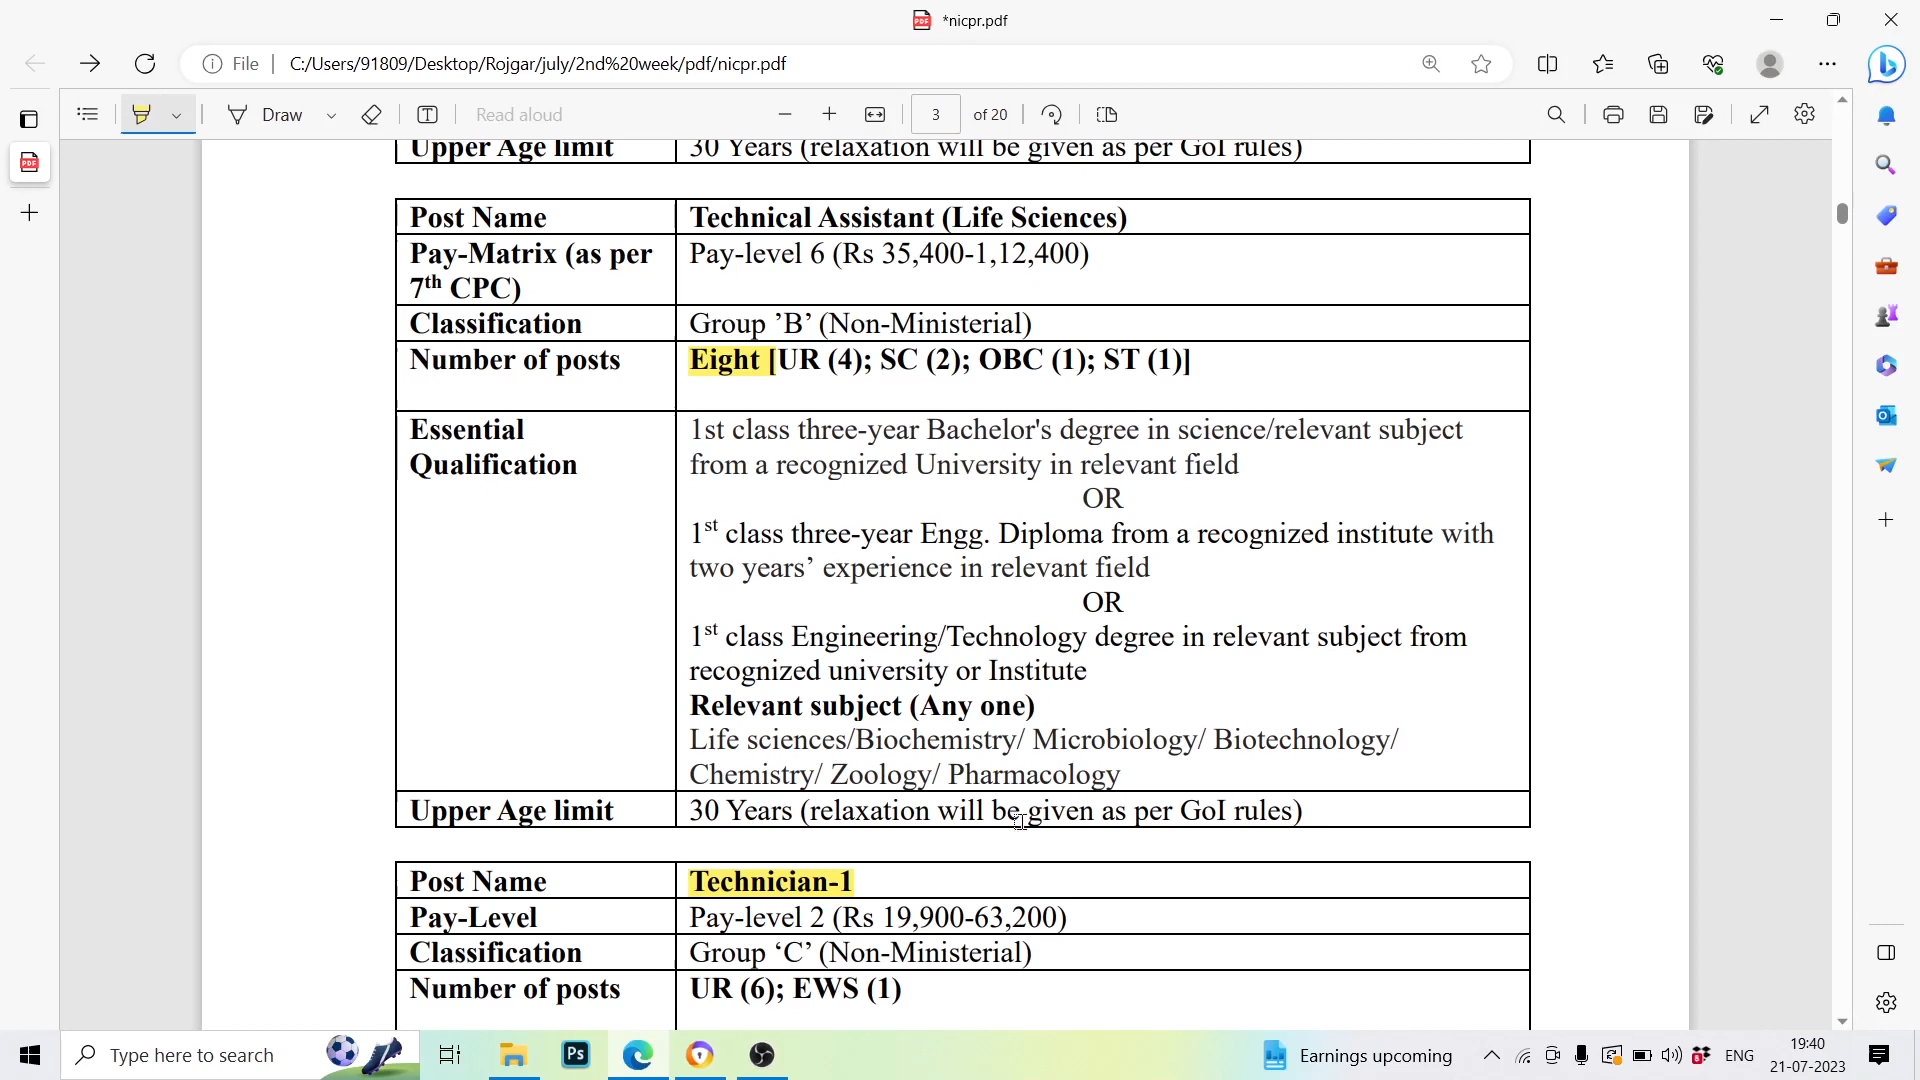 *nicpr.pdf
File
C:/Users/91809/Desktop/Rojgar/july/2nd%20week/pdf/nicpr.pdf
Draw
Read aloud
3
of 20
Upper Age limit 30 Years (relaxation will be given as per GoI rules)
Post Name Technical Assistant (Life Sciences)
Pay-Matrix (as per Pay-level 6 (Rs 35,400-1,12,400)
7th CPC)
Classification Group ’B’ (Non-Ministerial)
Number of posts Eight [UR (4); SC (2); OBC (1); ST (1)]
Essential 1st class three-year Bachelor's degree in science/relevant subject
Qualification from a recognized University in relevant field
OR
1st class three-year Engg. Diploma from a recognized institute with
two years’ experience in relevant field
OR
1st class Engineering/Technology degree in relevant subject from
recognized university or Institute
Relevant subject (Any one)
Life sciences/Biochemistry/ Microbiology/ Biotechnology/
Chemistry/ Zoology/ Pharmacology
Upper Age limit 30 Years (relaxation will be given as per GoI rules)
Post Name Technician-1
Pay-Level Pay-level 2 (Rs 19,900-63,200)
Classification Group ‘C’ (Non-Ministerial)
Number of posts UR (6); EWS (1)
Type here to search
Ps
Earnings upcoming
ENG
19:40
21-07-2023